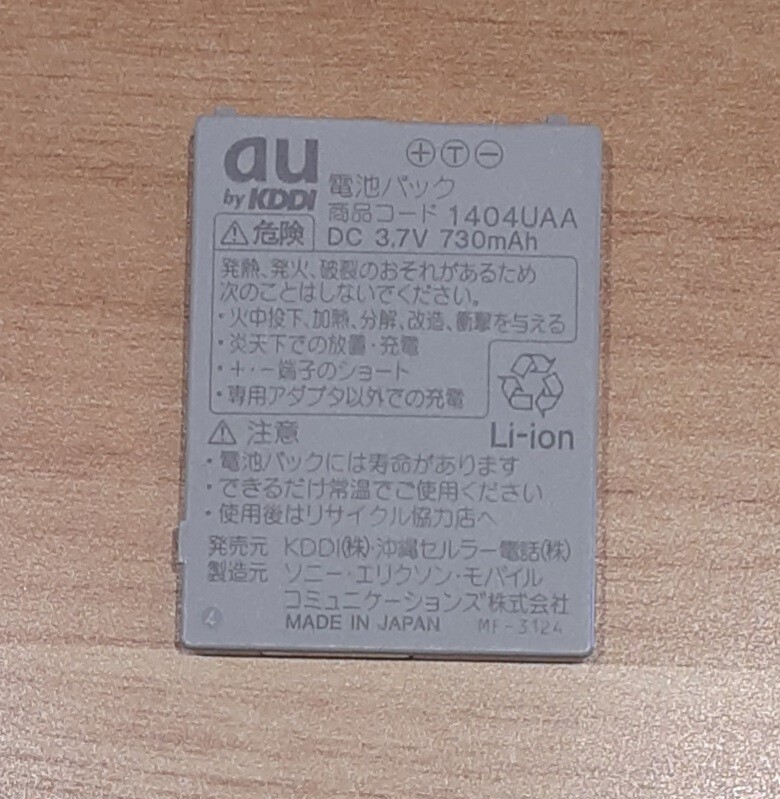 au
by KDDI
+ T −
電池パック
商品コード 1404UAA
DC 3.7V 730mAh
⚠危険
発熱、発火、破裂のおそれがあるため
次のことはしないでください。
・火中投下、加熱、分解、改造、衝撃を与える
・炎天下での放置・充電
・+・−端子のショート
・専用アダプタ以外での充電
Li-ion
⚠ 注意
・電池パックには寿命があります
・できるだけ常温でご使用ください
・使用後はリサイクル協力店へ
発売元 KDDI(株)・沖縄セルラー電話(株)
製造元 ソニー・エリクソン・モバイル
コミュニケーションズ株式会社
④ MADE IN JAPAN MF-3124